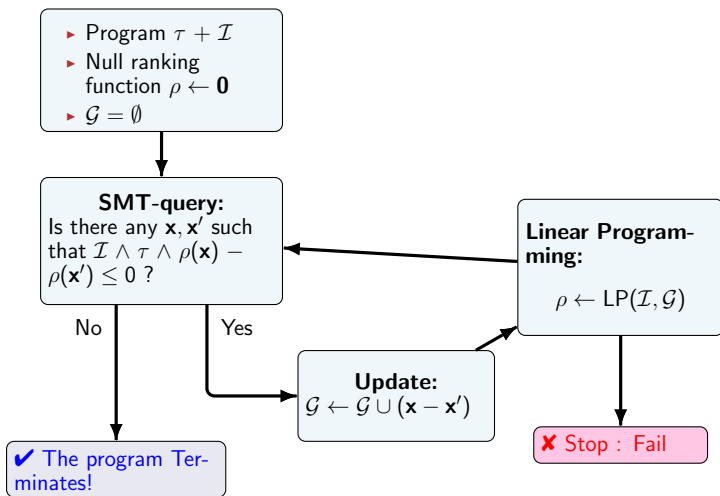 ▸ Program τ + ℐ
▸ Null ranking
function ρ ← 𝟎
▸ 𝒢 = ∅
SMT-query:
Is there any 𝐱, 𝐱′ such
that ℐ ∧ τ ∧ ρ(𝐱) −
ρ(𝐱′) ≤ 0 ?
No
Yes
Linear Program-
ming:
ρ ← LP(ℐ, 𝒢)
Update:
𝒢 ← 𝒢 ∪ (𝐱 − 𝐱′)
✔ The program Ter-
minates!
✘ Stop : Fail